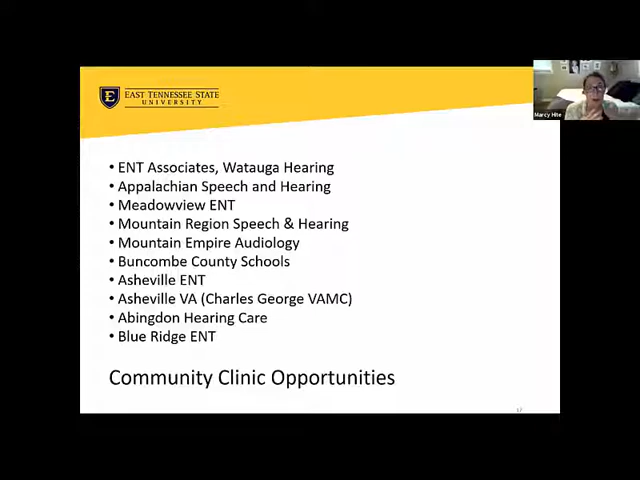 E
EAST TENNESSEE STATE
UNIVERSITY
Marcy Hite
• ENT Associates, Watauga Hearing
• Appalachian Speech and Hearing
• Meadowview ENT
• Mountain Region Speech & Hearing
• Mountain Empire Audiology
• Buncombe County Schools
• Asheville ENT
• Asheville VA (Charles George VAMC)
• Abingdon Hearing Care
• Blue Ridge ENT
Community Clinic Opportunities
17